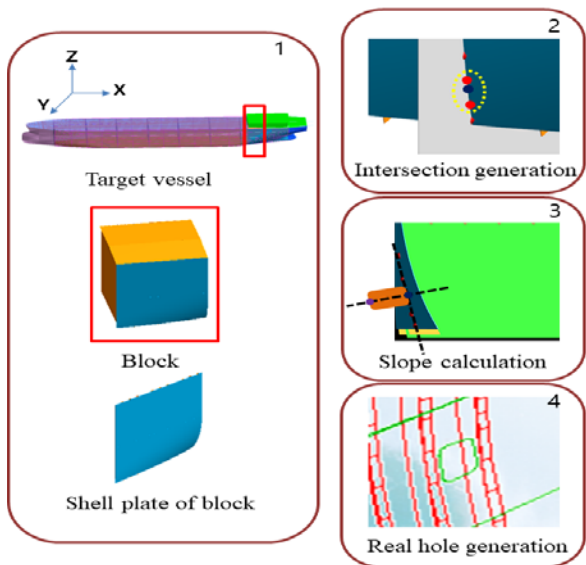 1
Z
Y
X
Target vessel
Block
Shell plate of block
2
Intersection generation
3
Slope calculation
4
Real hole generation